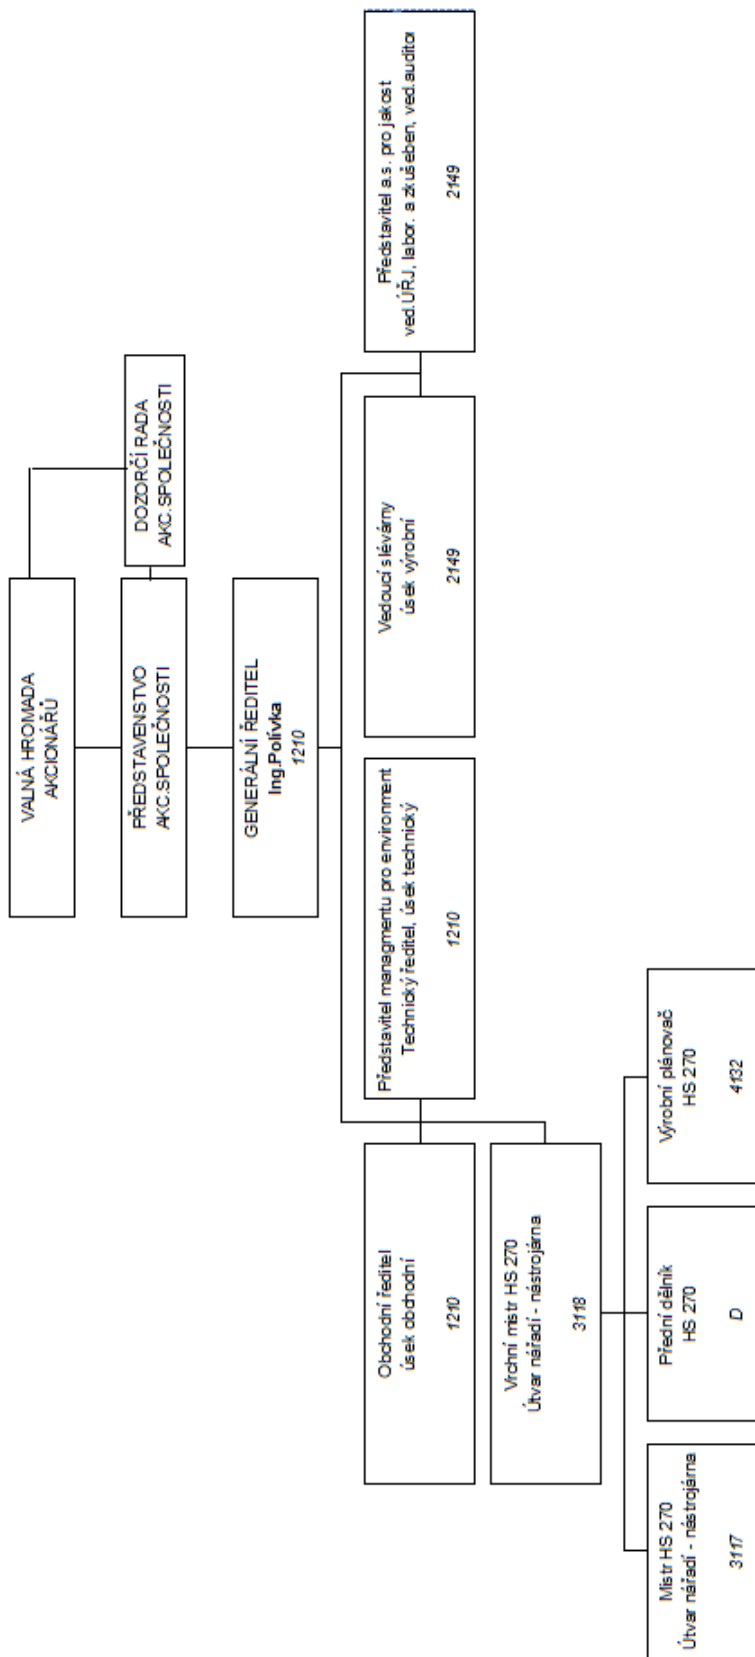 VALNÁ HROMADA
AKCIONÁŘŮ
PŘEDSTAVENSTVO
AKC.SPOLEČNOSTI
DOZORČÍ RADA
AKC.SPOLEČNOSTI
GENERÁLNÍ ŘEDITEL
Ing.Polívka
1210
Obchodní ředitel
úsek obchodní
1210
Představitel managmentu pro environment
Technický ředitel, úsek technický
1210
Vedoucí slévárny
úsek výrobní
2149
Představitel a.s. pro jakost
ved.ÚŘJ, labor. a zkušeben, ved.auditor
2149
Vrchní mistr HS 270
Útvar nářadí - nástrojárna
3118
Mistr HS 270
Útvar nářadí - nástrojárna
3117
Přední dělník
HS 270
D
Výrobní plánovač
HS 270
4132